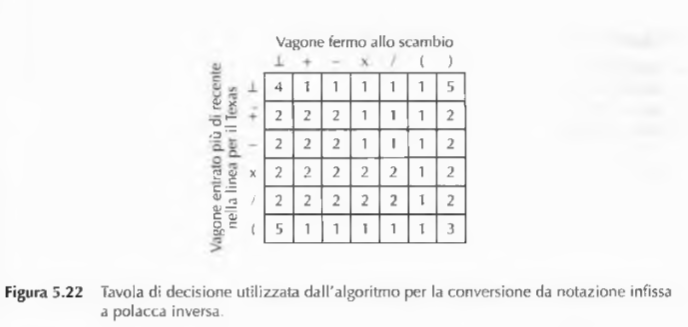 Vagone fermo allo scambio
⊥ + − x / ( )
Vagone entrato più di recente
nella linea per il Texas
⊥ 4 1 1 1 1 1 5
+ 2 2 2 1 1 1 2
− 2 2 2 1 1 1 2
x 2 2 2 2 2 1 2
/ 2 2 2 2 2 1 2
( 5 1 1 1 1 1 3
Figura 5.22 Tavola di decisione utilizzata dall'algoritmo per la conversione da notazione infissa
a polacca inversa.